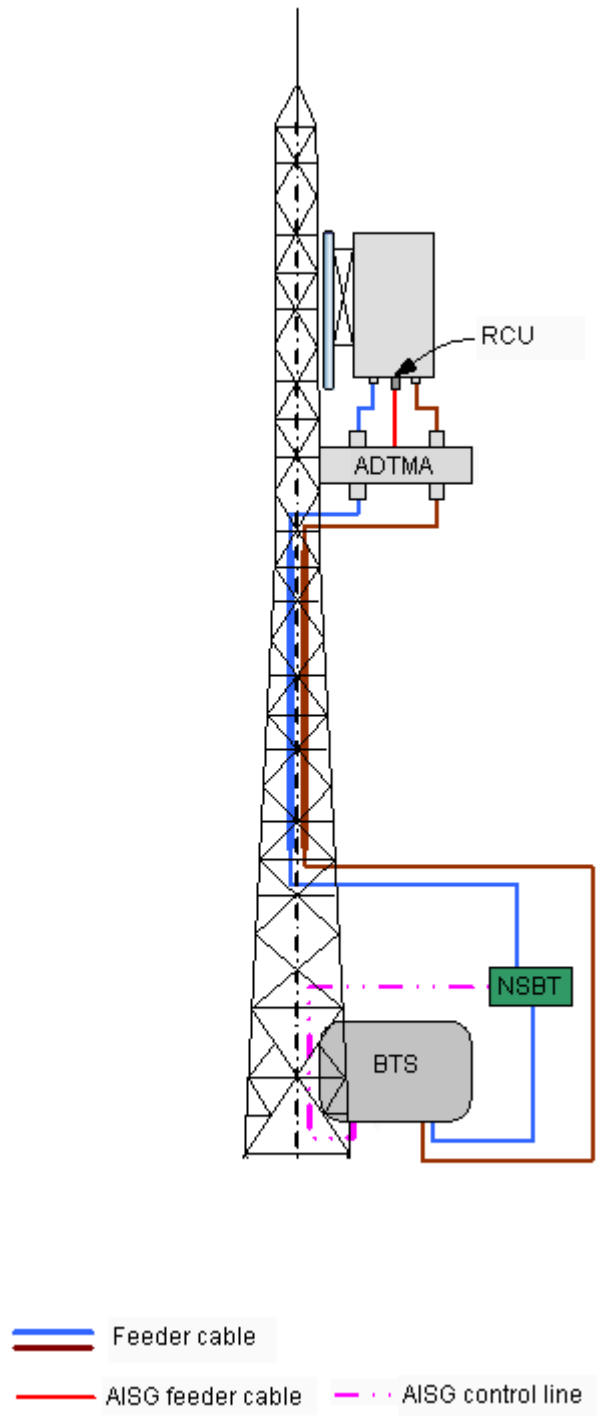 RCU
ADTMA
NSBT
BTS
Feeder cable
AISG feeder cable
AISG control line